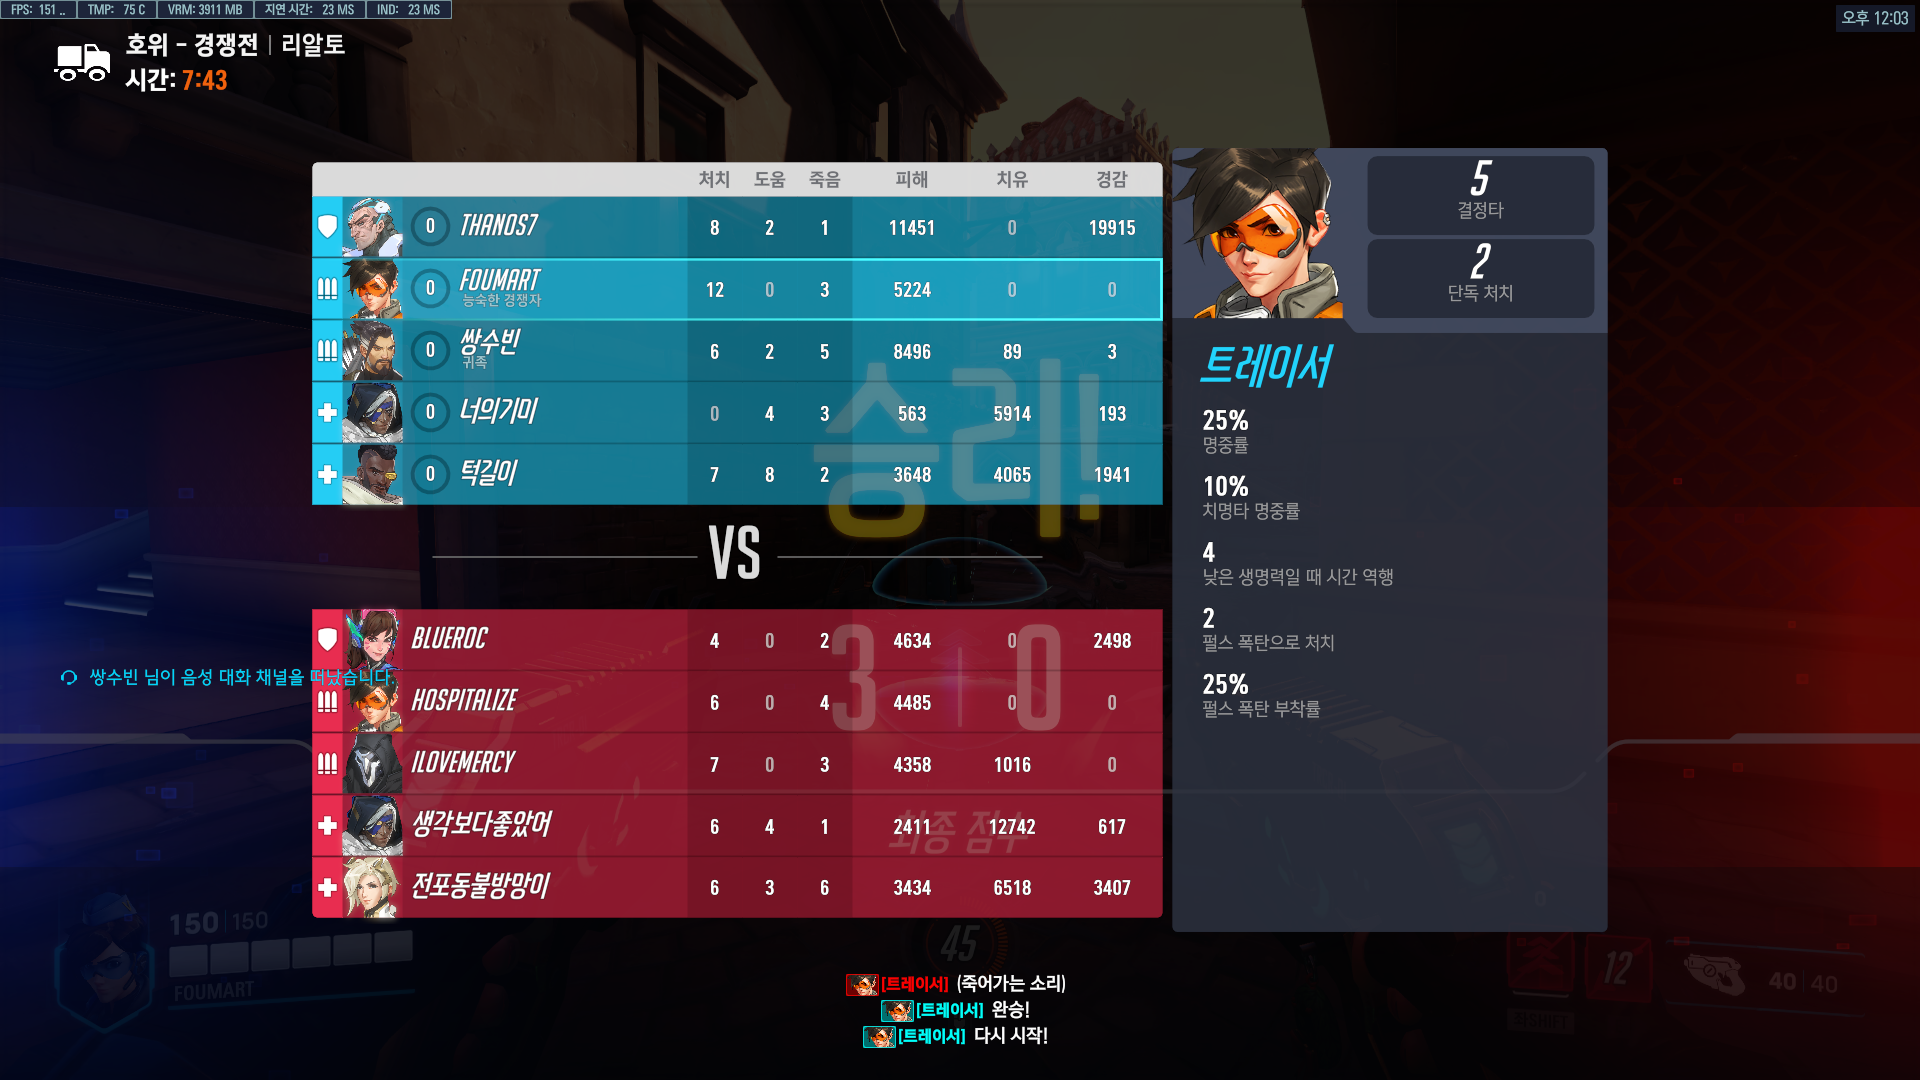 FPS: 151 .. TMP: 75 C VRM: 3911 MB 지연 시간: 23 MS IND: 23 MS
오후 12:03
호위 - 경쟁전 | 리알토
시간: 7:43
처치 도움 죽음 피해 치유 경감
0 THANOS7 8 2 1 11451 0 19915
0 FOUMART 12 0 3 5224 0 0
능숙한 경쟁자
0 쌍수빈 6 2 5 8496 89 3
귀족
0 너의기미 0 4 3 563 5914 193
0 턱길이 7 8 2 3648 4065 1941
승리!
VS
BLUEROC 4 0 2 4634 0 2498
HOSPITALIZE 6 0 4 4485 0 0
ILOVEMERCY 7 0 3 4358 1016 0
생각보다좋았어 6 4 1 2411 12742 617
전포동불방망이 6 3 6 3434 6518 3407
3 | 0
최종 점수
쌍수빈 님이 음성 대화 채널을 떠났습니다.
5
결정타
2
단독 처치
트레이서
25%
명중률
10%
치명타 명중률
4
낮은 생명력일 때 시간 역행
2
펄스 폭탄으로 처치
25%
펄스 폭탄 부착률
150 | 150
FOUMART
45
[트레이서] (죽어가는 소리)
[트레이서] 완승!
[트레이서] 다시 시작!
0
12
40 | 40
좌SHIFT